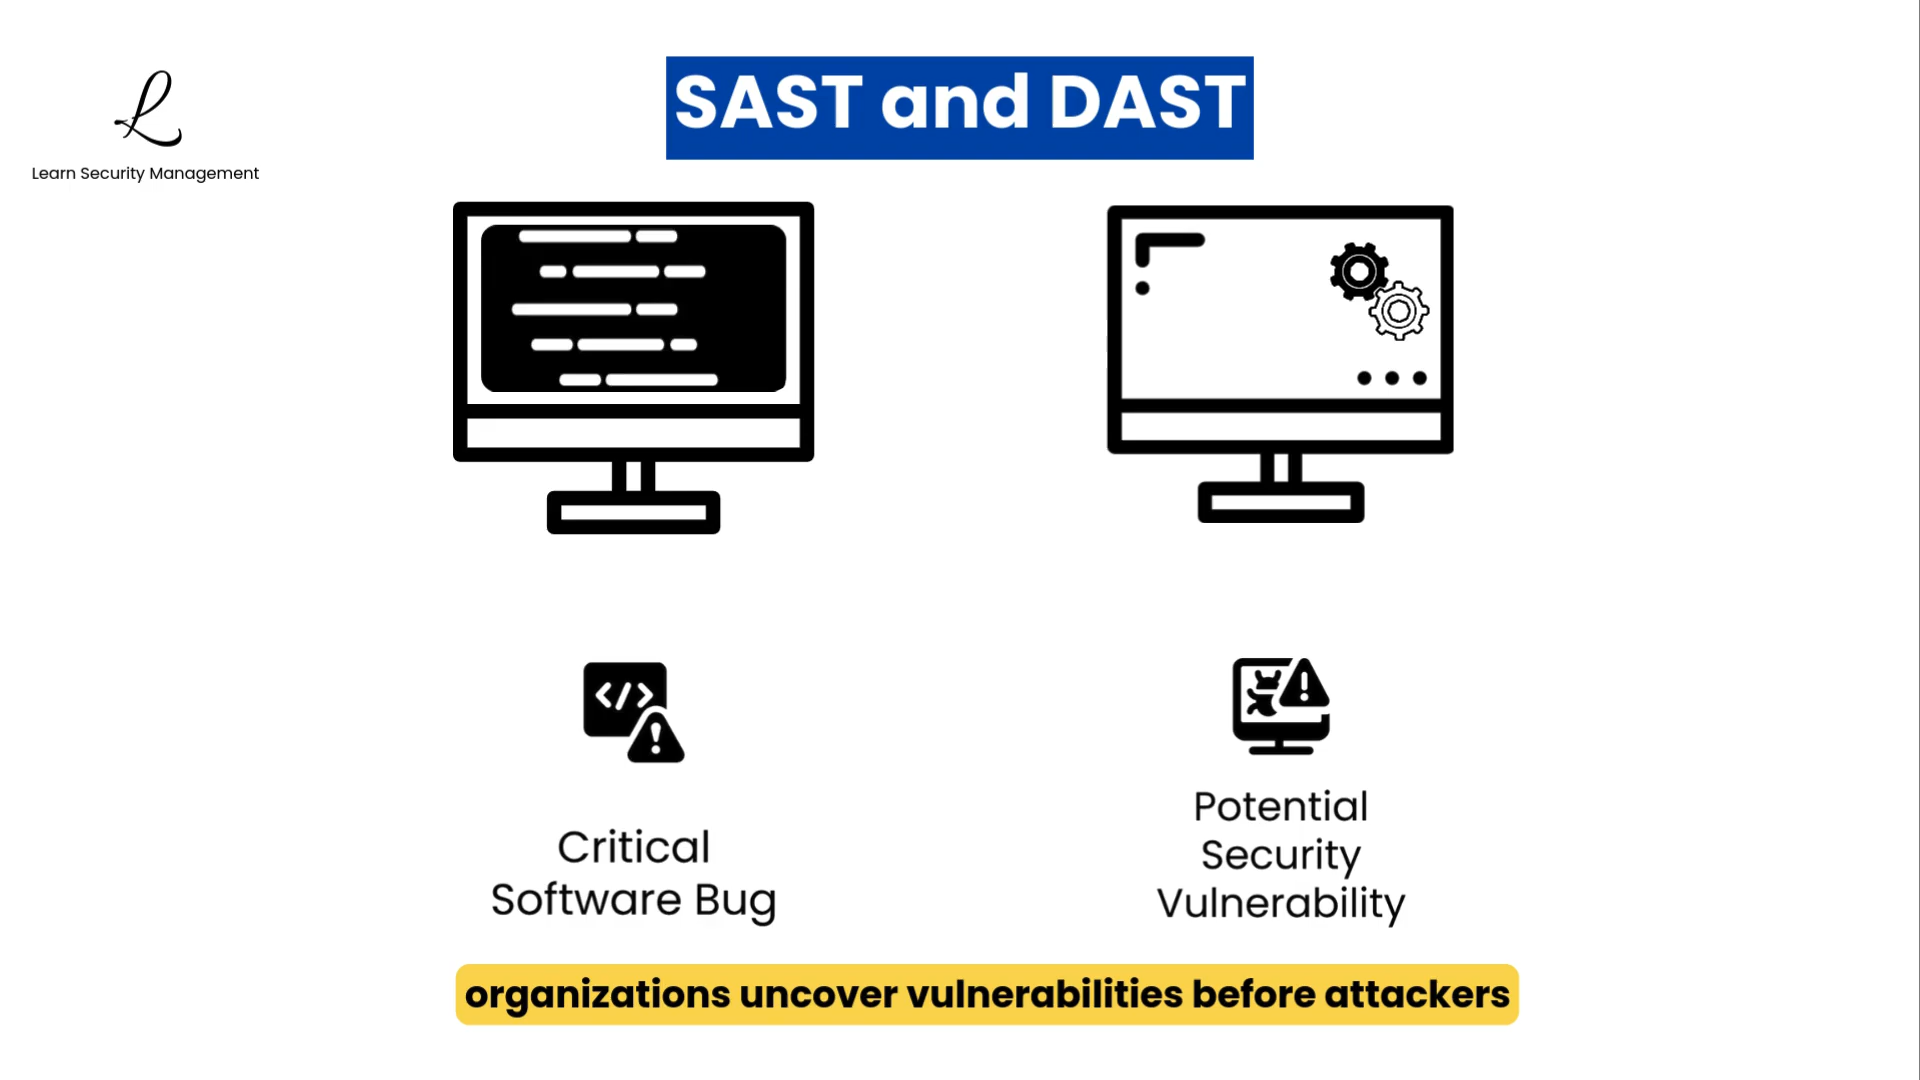 SAST and DAST
L
Learn Security Management
</>
Critical
Software Bug
Potential
Security
Vulnerability
organizations uncover vulnerabilities before attackers